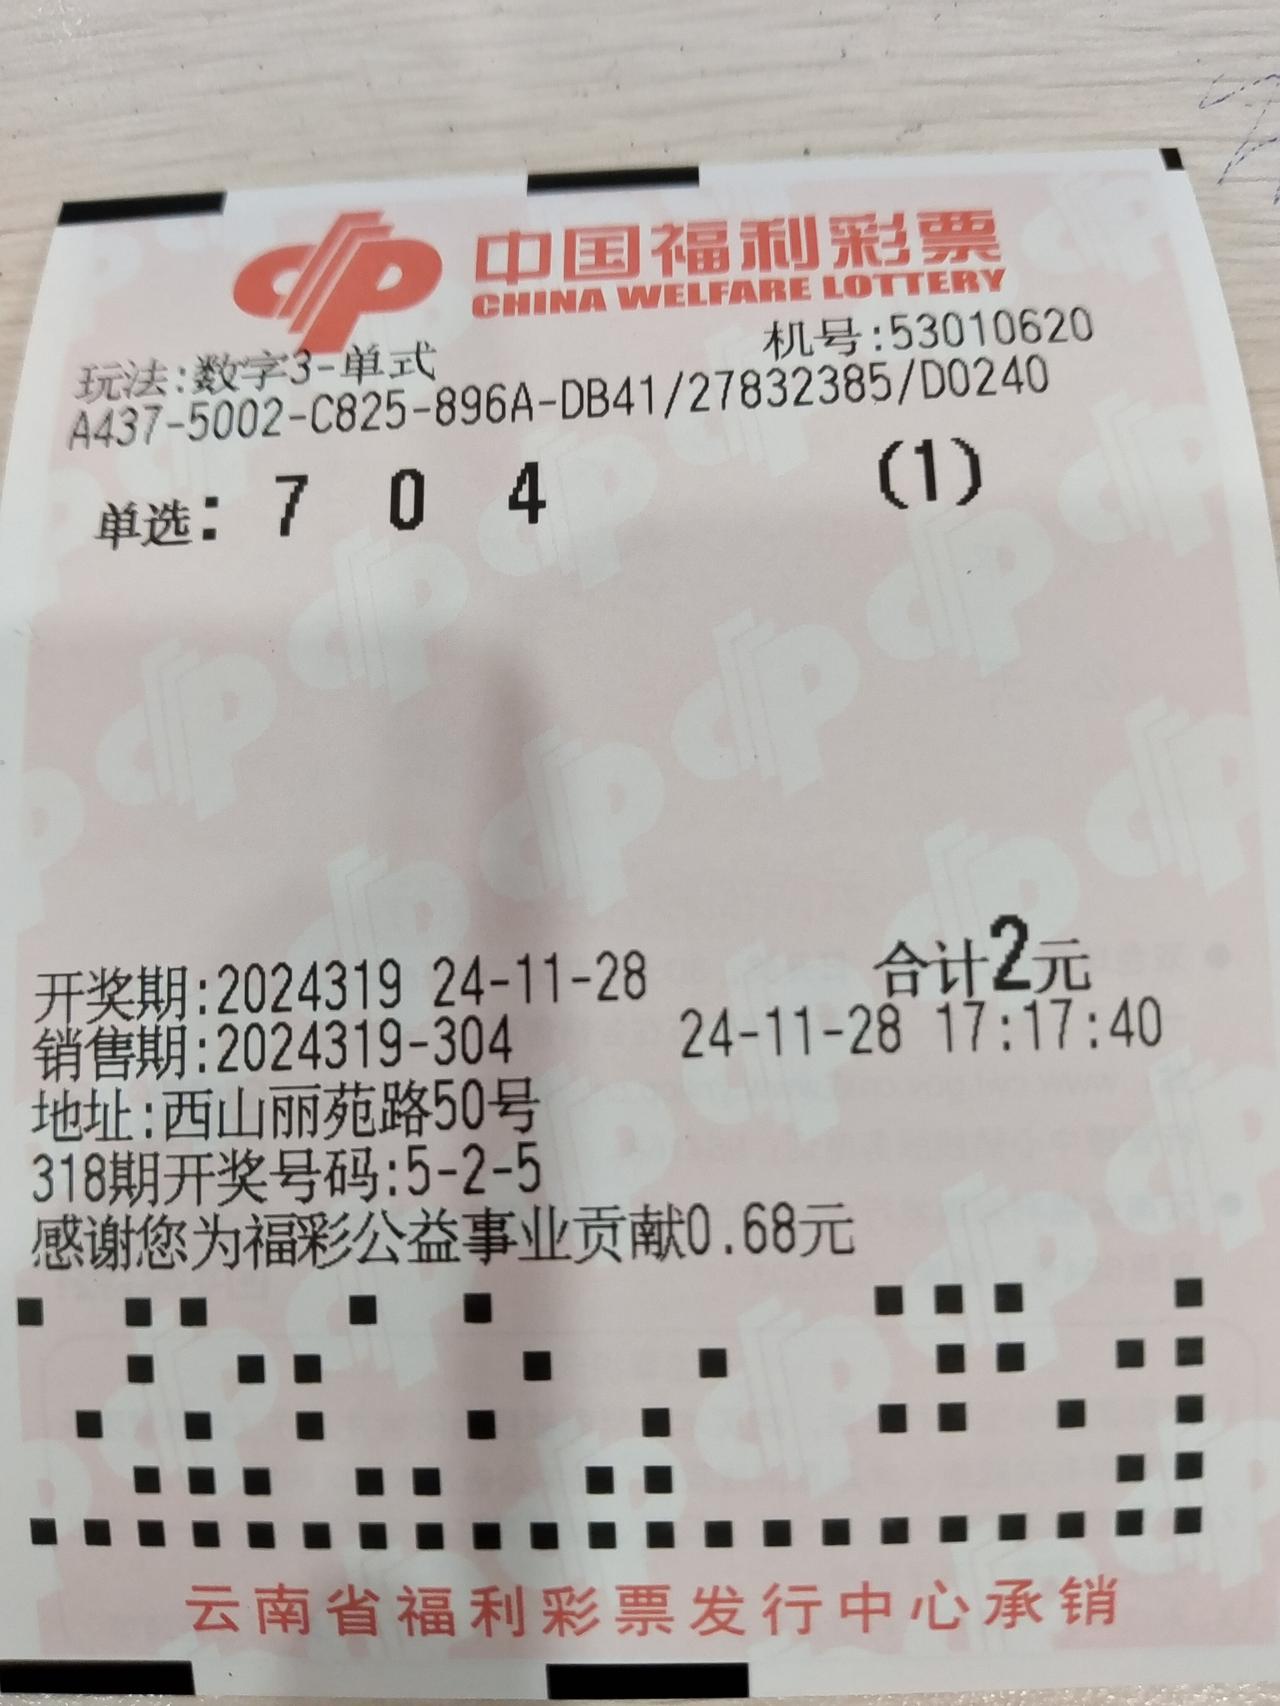 中国福利彩票
CHINA WELFARE LOTTERY
机号:53010620
玩法:数字3-单式
A437-5002-C825-896A-DB41/27832385/D0240
单选: 7 0 4 (1)
合计2元
开奖期:2024319 24-11-28
销售期:2024319-304 24-11-28 17:17:40
地址:西山丽苑路50号
318期开奖号码:5-2-5
感谢您为福彩公益事业贡献0.68元
云南省福利彩票发行中心承销